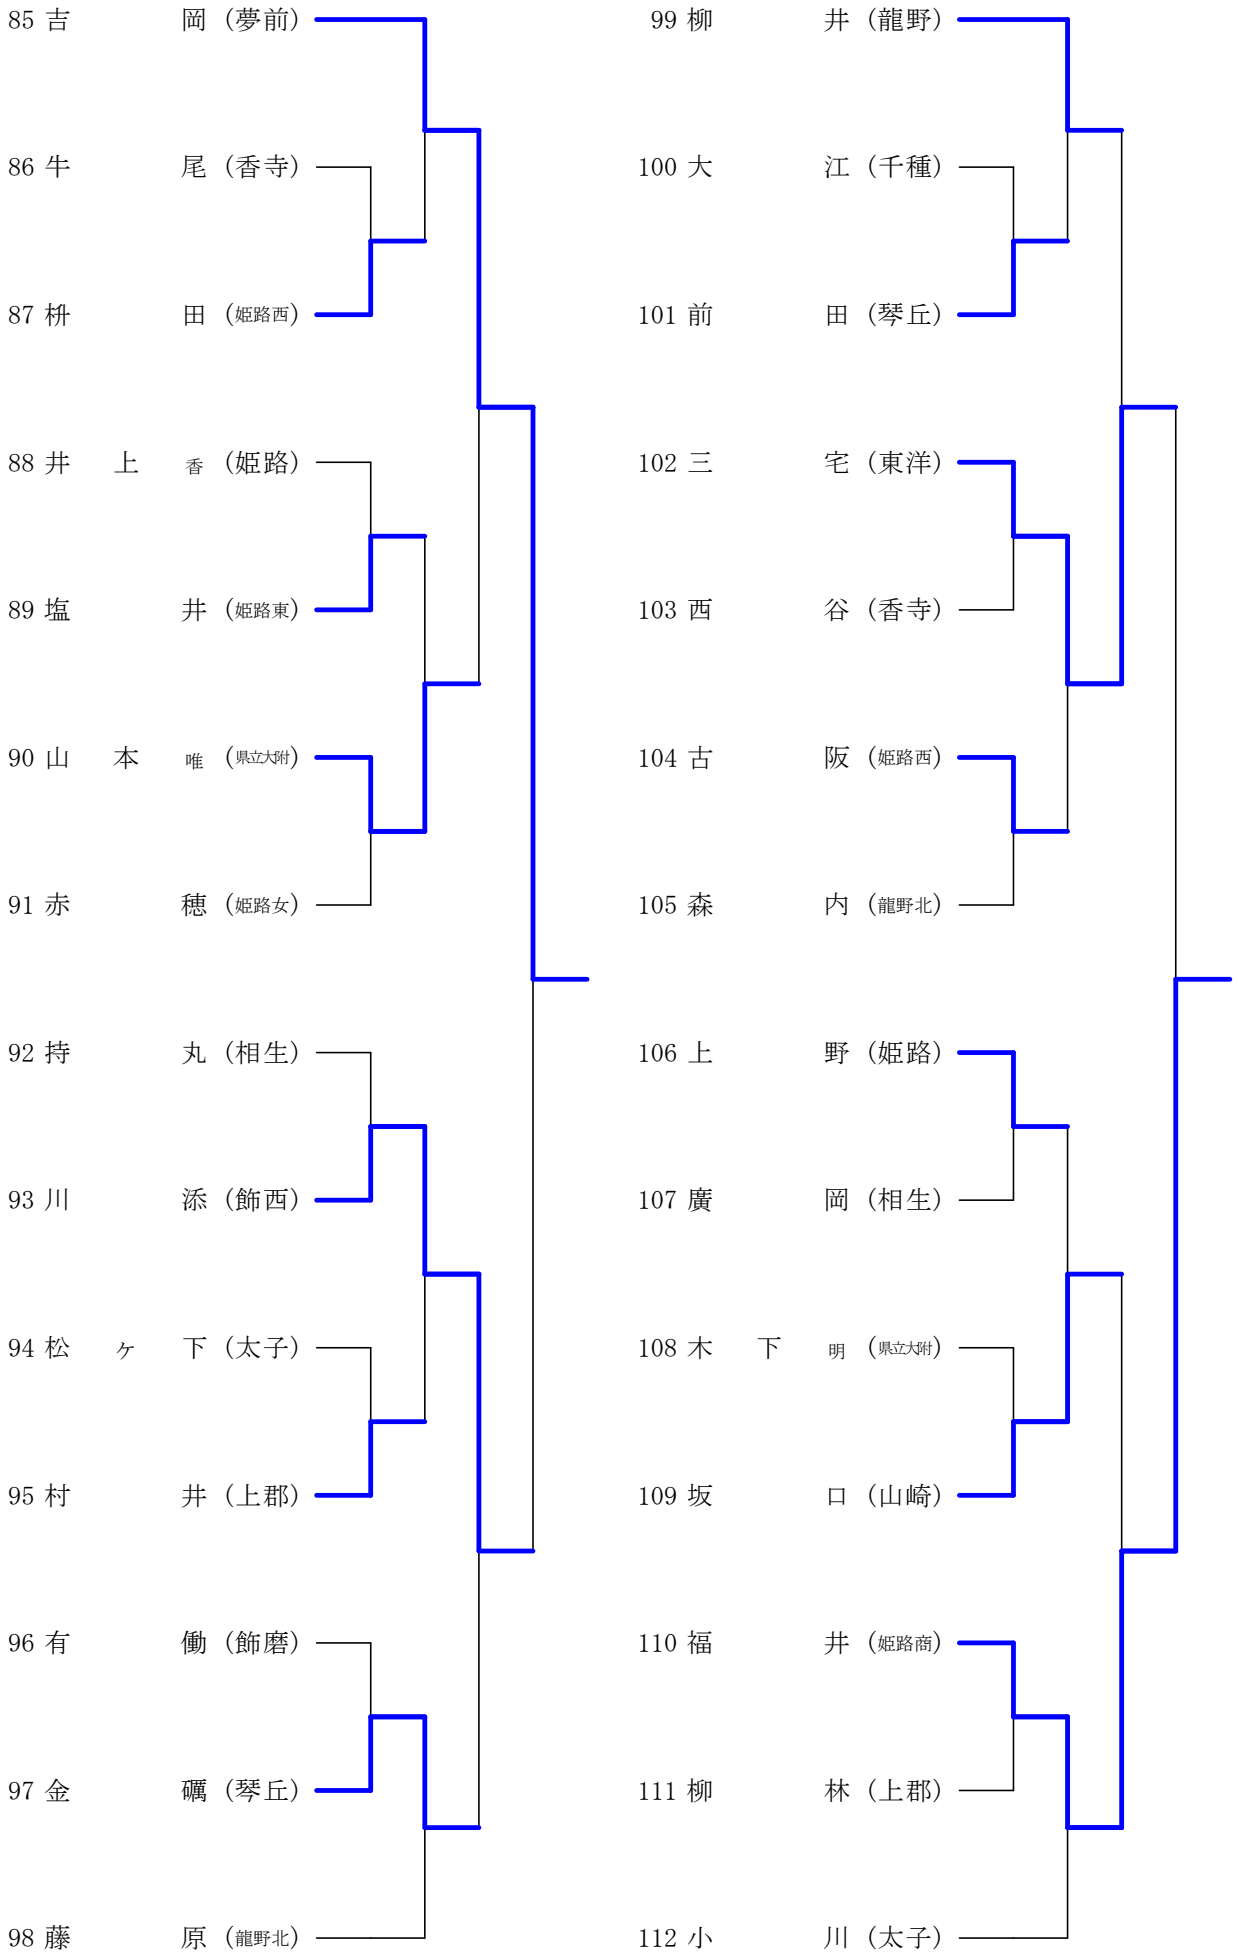 85 吉 岡 (夢前)
86 牛 尾 (香寺)
87 枡 田 (姫路西)
88 井 上 香 (姫路)
89 塩 井 (姫路東)
90 山 本 唯 (県立大附)
91 赤 穂 (姫路女)
92 持 丸 (相生)
93 川 添 (飾西)
94 松 ヶ 下 (太子)
95 村 井 (上郡)
96 有 働 (飾磨)
97 金 礪 (琴丘)
98 藤 原 (龍野北)
99 柳 井 (龍野)
100 大 江 (千種)
101 前 田 (琴丘)
102 三 宅 (東洋)
103 西 谷 (香寺)
104 古 阪 (姫路西)
105 森 内 (龍野北)
106 上 野 (姫路)
107 廣 岡 (相生)
108 木 下 明 (県立大附)
109 坂 口 (山崎)
110 福 井 (姫路商)
111 柳 林 (上郡)
112 小 川 (太子)